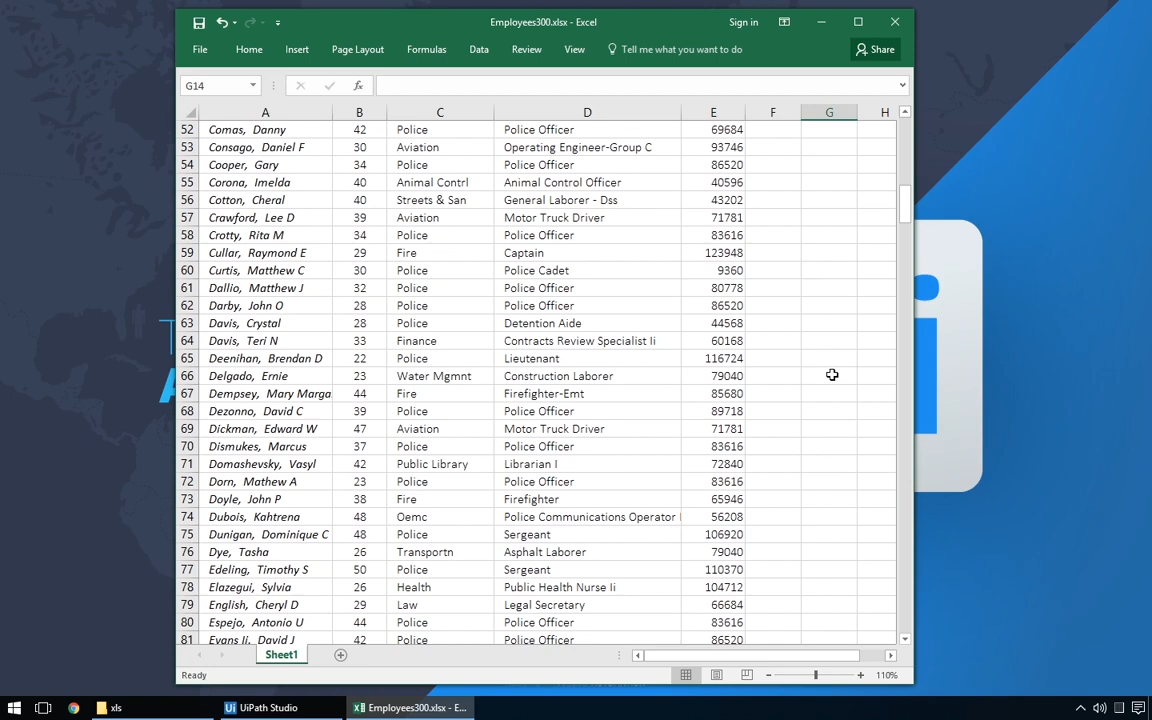 Employees300.xlsx - Excel
Sign in
File Home Insert Page Layout Formulas Data Review View Tell me what you want to do Share
G14 fx
A B C D E F G H
52 Comas, Danny 42 Police Police Officer 69684
53 Consago, Daniel F 30 Aviation Operating Engineer-Group C 93746
54 Cooper, Gary 34 Police Police Officer 86520
55 Corona, Imelda 40 Animal Contrl Animal Control Officer 40596
56 Cotton, Cheral 40 Streets & San General Laborer - Dss 43202
57 Crawford, Lee D 39 Aviation Motor Truck Driver 71781
58 Crotty, Rita M 34 Police Police Officer 83616
59 Cullar, Raymond E 29 Fire Captain 123948
60 Curtis, Matthew C 30 Police Police Cadet 9360
61 Dallio, Matthew J 32 Police Police Officer 80778
62 Darby, John O 28 Police Police Officer 86520
63 Davis, Crystal 28 Police Detention Aide 44568
64 Davis, Teri N 33 Finance Contracts Review Specialist Ii 60168
65 Deenihan, Brendan D 22 Police Lieutenant 116724
66 Delgado, Ernie 23 Water Mgmnt Construction Laborer 79040
67 Dempsey, Mary Marga 44 Fire Firefighter-Emt 85680
68 Dezonno, David C 39 Police Police Officer 89718
69 Dickman, Edward W 47 Aviation Motor Truck Driver 71781
70 Dismukes, Marcus 37 Police Police Officer 83616
71 Domashevsky, Vasyl 42 Public Library Librarian I 72840
72 Dorn, Mathew A 23 Police Police Officer 83616
73 Doyle, John P 38 Fire Firefighter 65946
74 Dubois, Kahtrena 48 Oemc Police Communications Operator 56208
75 Dunigan, Dominique C 48 Police Sergeant 106920
76 Dye, Tasha 26 Transportn Asphalt Laborer 79040
77 Edeling, Timothy S 50 Police Sergeant 110370
78 Elazegui, Sylvia 26 Health Public Health Nurse Ii 104712
79 English, Cheryl D 29 Law Legal Secretary 66684
80 Espejo, Antonio U 44 Police Police Officer 83616
81 Evans Ii, David J 42 Police Police Officer 86520
Sheet1
Ready 110%
xls Ui UiPath Studio Employees300.xlsx - E...